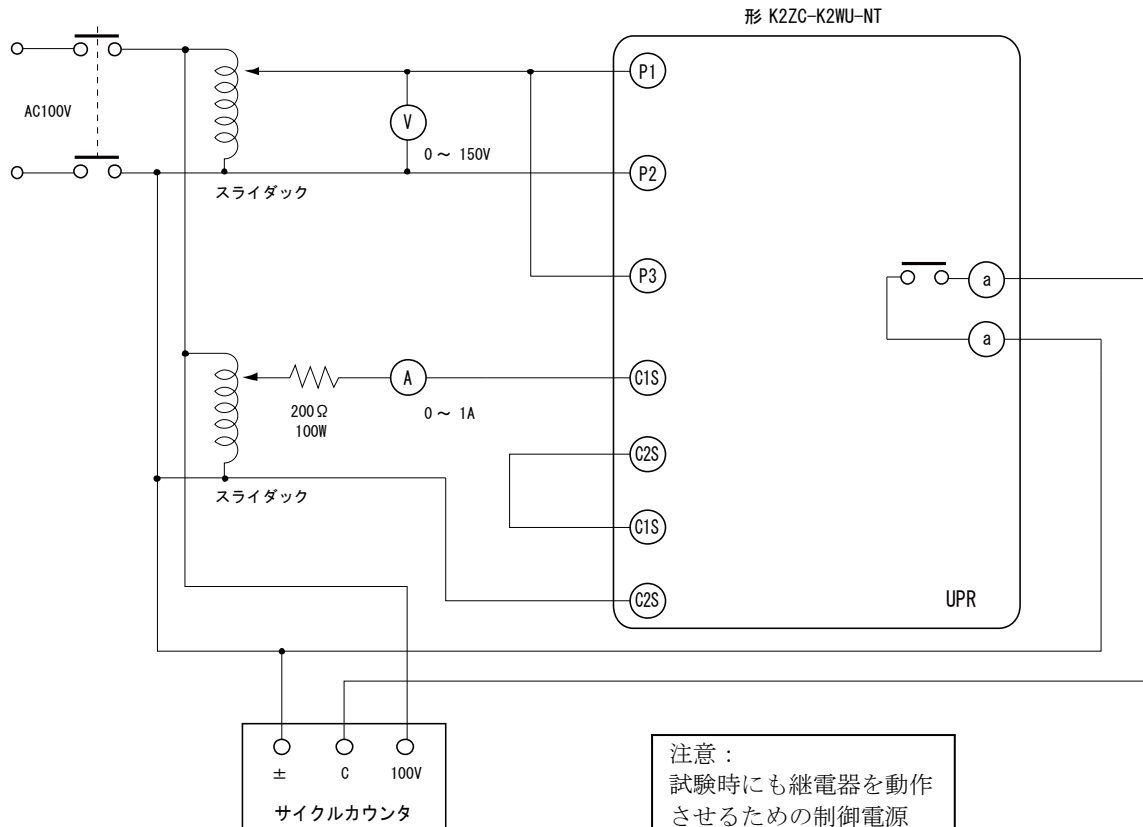 形 K2ZC-K2WU-NT
AC100V
P1
V
0 ~ 150V
P2
スライダック
P3
a
a
C1S
A
200Ω
100W
0 ~ 1A
C2S
スライダック
C1S
C2S
UPR
±
C
100V
サイクルカウンタ
注意：
試験時にも継電器を動作
させるための制御電源